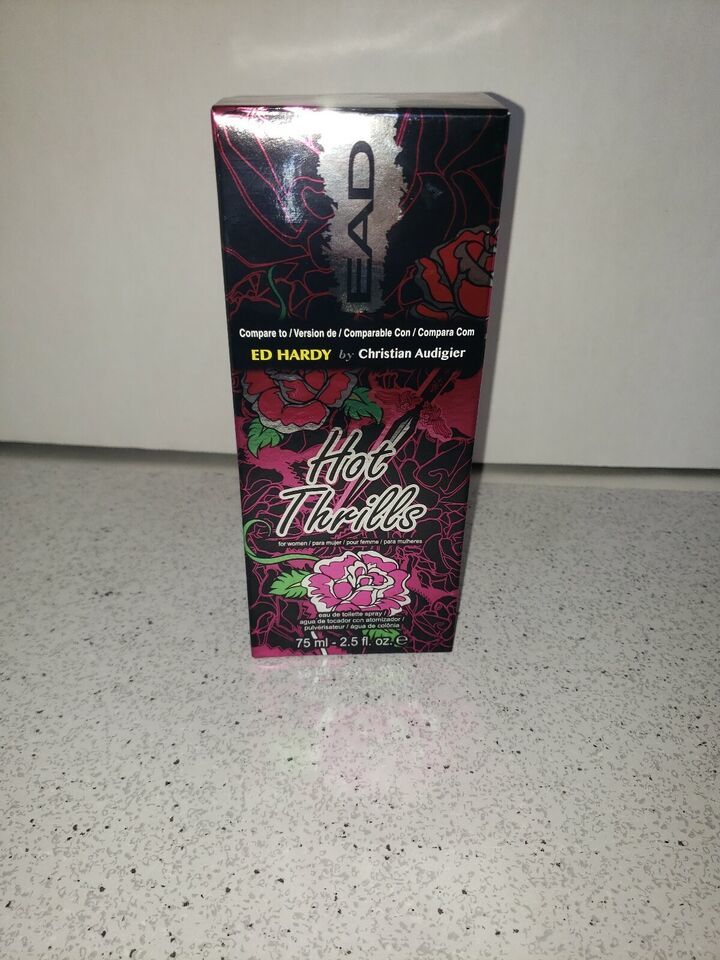 EAD
Compare to / Version de / Comparable Con / Compara Com
ED HARDY by Christian Audigier
Hot
Thrills
for women / para mujer / pour femme / para mulheres
eau de toilette spray /
agua de tocador con atomizador /
pulvérisateur / água de colônia
75 ml - 2.5 fl. oz. ℮